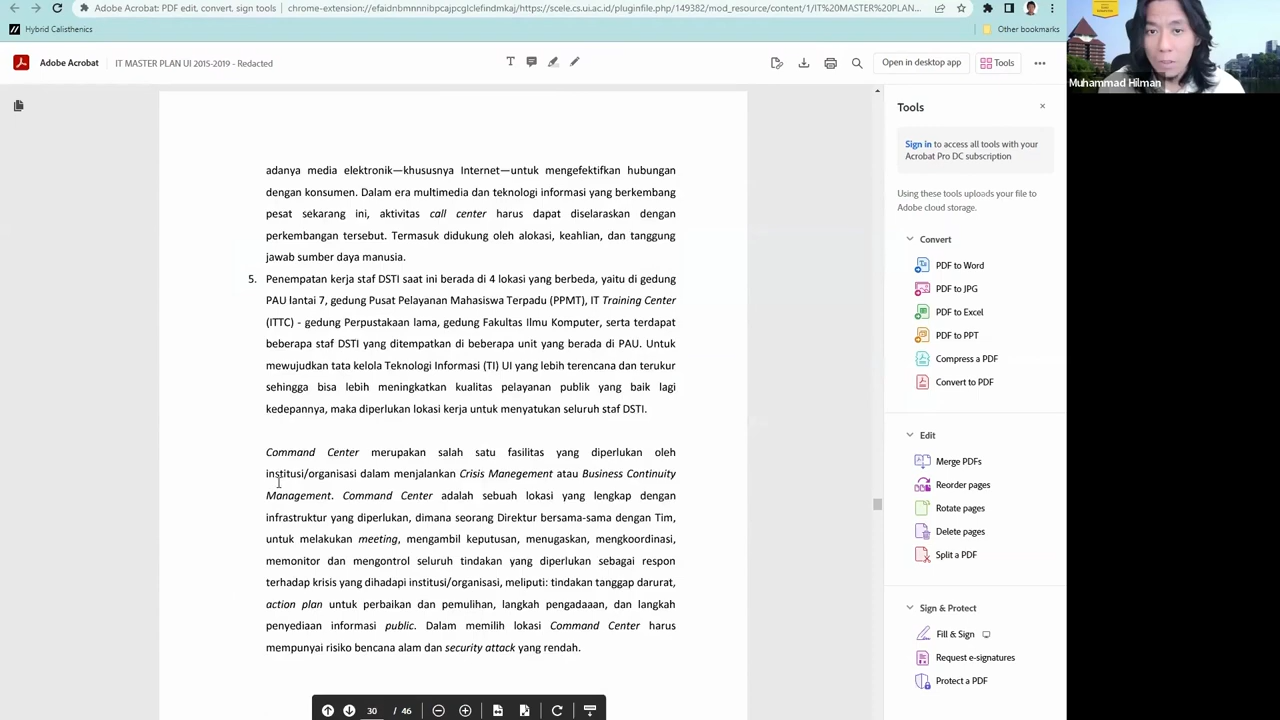 Adobe Acrobat: PDF edit, convert, sign tools
chrome-extension://efaidnbmnnnibpcajpcglclefindmkaj/https://scele.cs.ui.ac.id/pluginfile.php/149382/mod_resource/content/1/IT%20MASTER%20PLAN...
Hybrid Calisthenics
Other bookmarks
Adobe Acrobat
IT MASTER PLAN UI 2015-2019 - Redacted
Open in desktop app
Tools
Muhammad Hilman
adanya media elektronik—khususnya Internet—untuk mengefektifkan hubungan
dengan konsumen. Dalam era multimedia dan teknologi informasi yang berkembang
pesat sekarang ini, aktivitas call center harus dapat diselaraskan dengan
perkembangan tersebut. Termasuk didukung oleh alokasi, keahlian, dan tanggung
jawab sumber daya manusia.
5. Penempatan kerja staf DSTI saat ini berada di 4 lokasi yang berbeda, yaitu di gedung
PAU lantai 7, gedung Pusat Pelayanan Mahasiswa Terpadu (PPMT), IT Training Center
(ITTC) - gedung Perpustakaan lama, gedung Fakultas Ilmu Komputer, serta terdapat
beberapa staf DSTI yang ditempatkan di beberapa unit yang berada di PAU. Untuk
mewujudkan tata kelola Teknologi Informasi (TI) UI yang lebih terencana dan terukur
sehingga bisa lebih meningkatkan kualitas pelayanan publik yang baik lagi
kedepannya, maka diperlukan lokasi kerja untuk menyatukan seluruh staf DSTI.
Command Center merupakan salah satu fasilitas yang diperlukan oleh
institusi/organisasi dalam menjalankan Crisis Manegement atau Business Continuity
Management. Command Center adalah sebuah lokasi yang lengkap dengan
infrastruktur yang diperlukan, dimana seorang Direktur bersama-sama dengan Tim,
untuk melakukan meeting, mengambil keputusan, menugaskan, mengkoordinasi,
memonitor dan mengontrol seluruh tindakan yang diperlukan sebagai respon
terhadap krisis yang dihadapi institusi/organisasi, meliputi: tindakan tanggap darurat,
action plan untuk perbaikan dan pemulihan, langkah pengadaaan, dan langkah
penyediaan informasi public. Dalam memilih lokasi Command Center harus
mempunyai risiko bencana alam dan security attack yang rendah.
30 / 46
Tools
Sign in to access all tools with your
Acrobat Pro DC subscription
Using these tools uploads your file to
Adobe cloud storage.
Convert
PDF to Word
PDF to JPG
PDF to Excel
PDF to PPT
Compress a PDF
Convert to PDF
Edit
Merge PDFs
Reorder pages
Rotate pages
Delete pages
Split a PDF
Sign & Protect
Fill & Sign
Request e-signatures
Protect a PDF